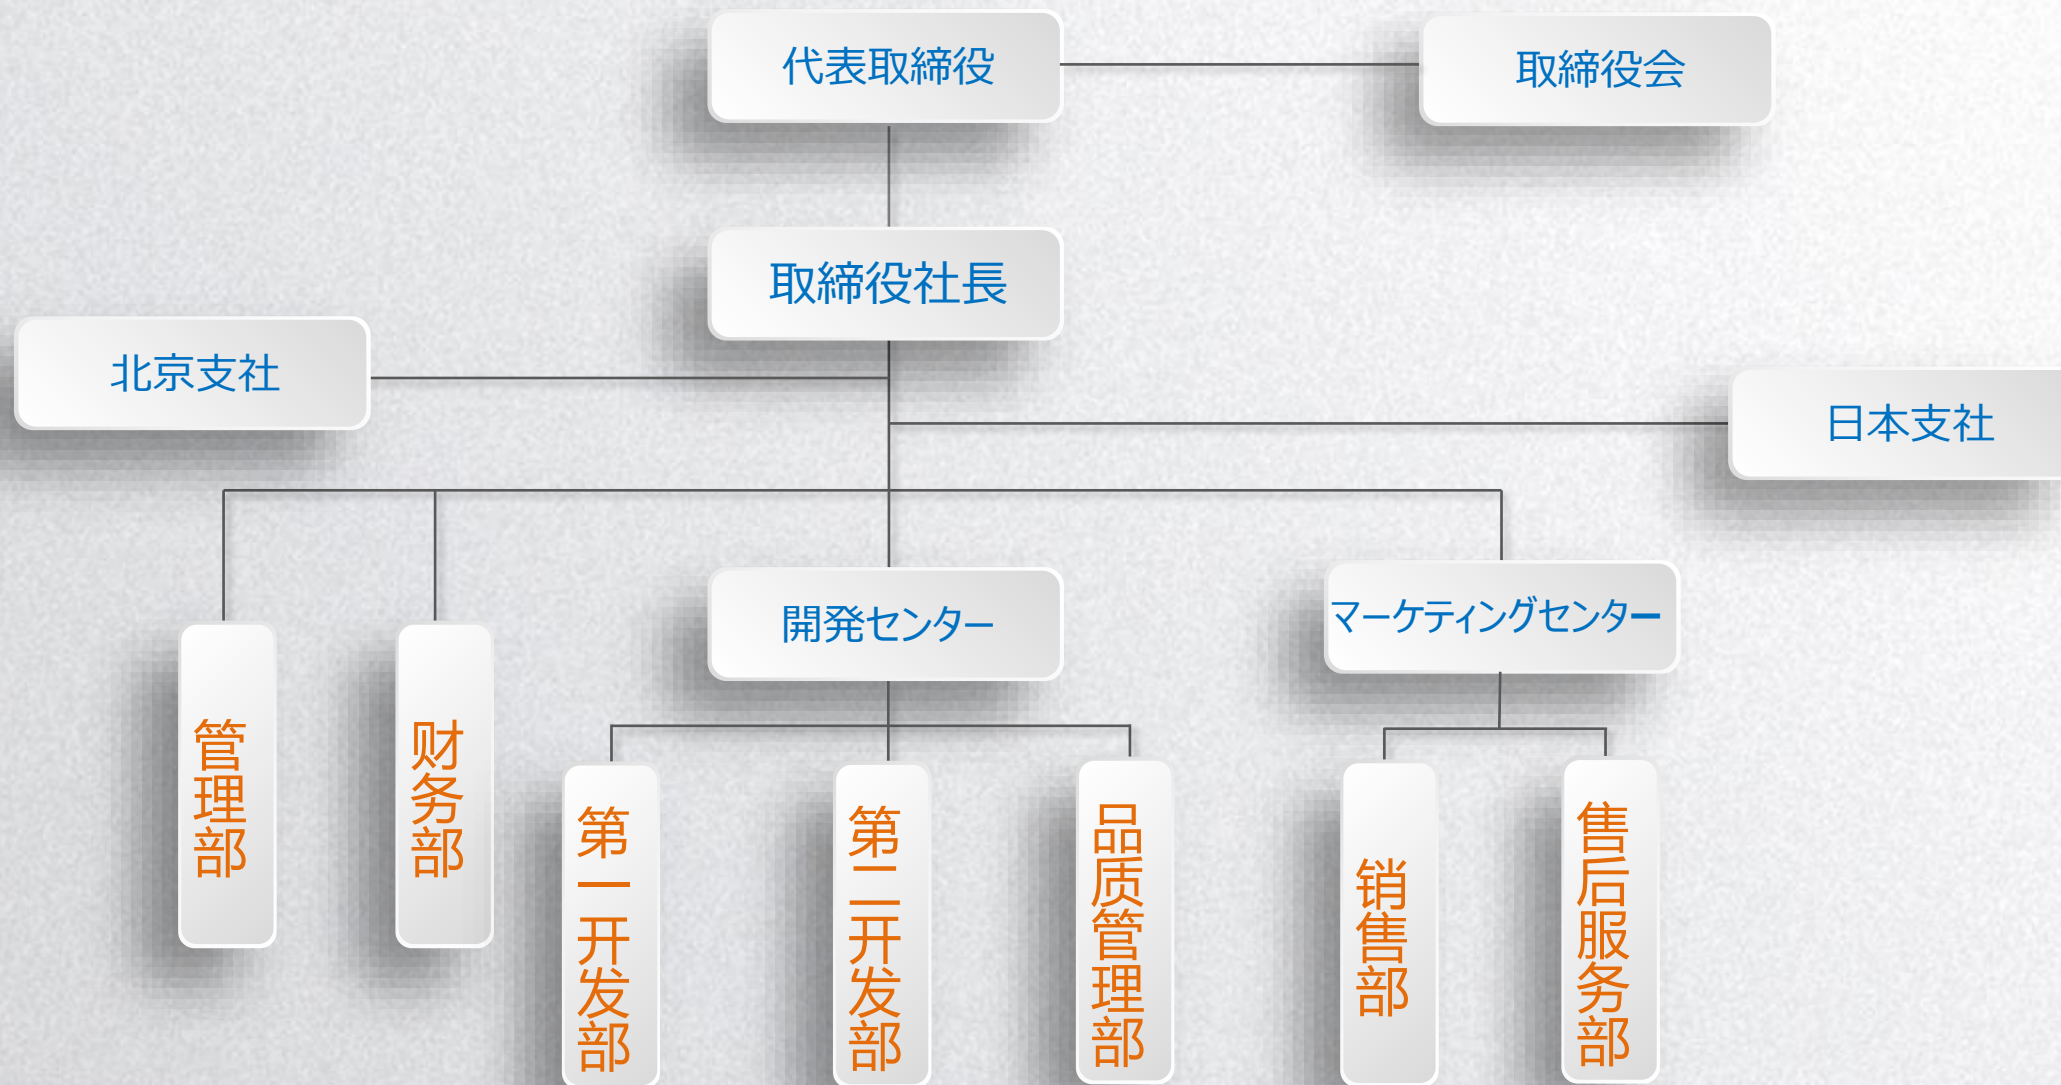 代表取締役
取締役会
取締役社長
北京支社
日本支社
開発センター
マーケティングセンター
管理部
财务部
第一开发部
第二开发部
品质管理部
销售部
售后服务部